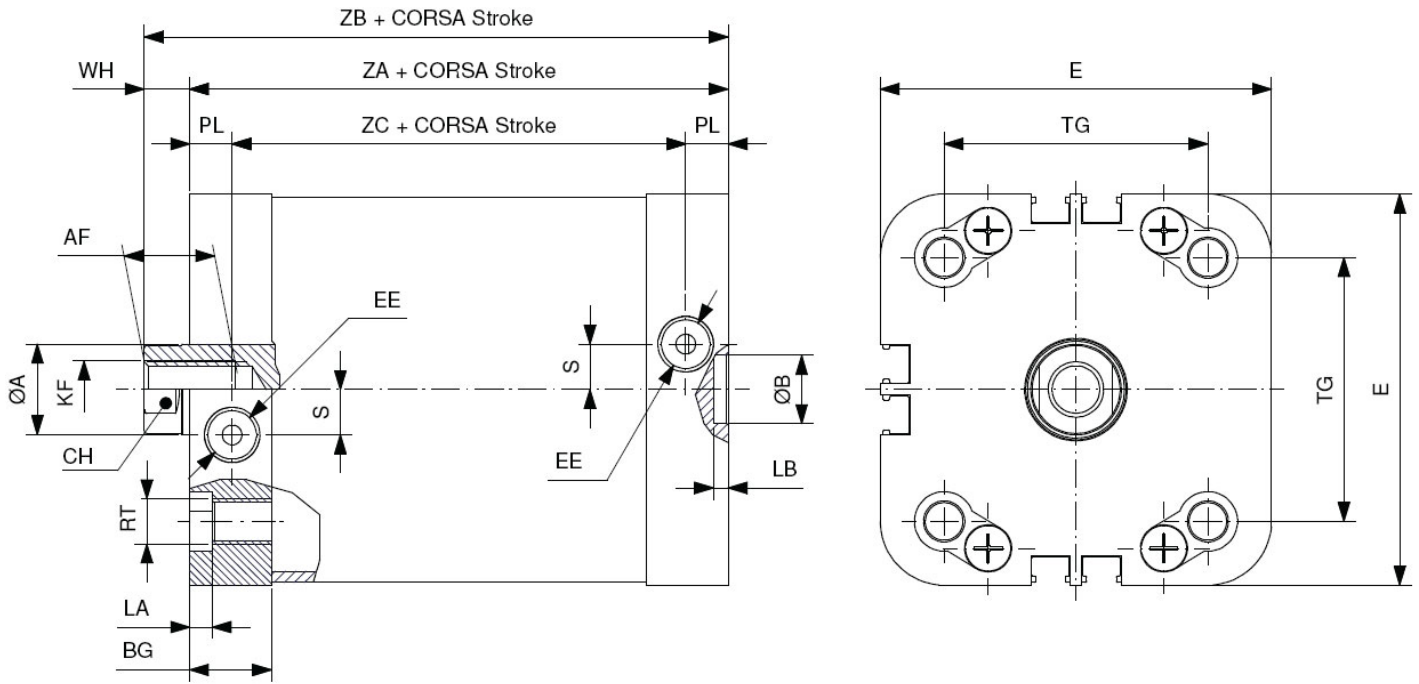 ZB + CORSA Stroke
WH
ZA + CORSA Stroke
E
PL
ZC + CORSA Stroke
PL
TG
AF
EE
S
ØA
KF
S
ØB
TG
E
CH
EE
LB
RT
LA
BG